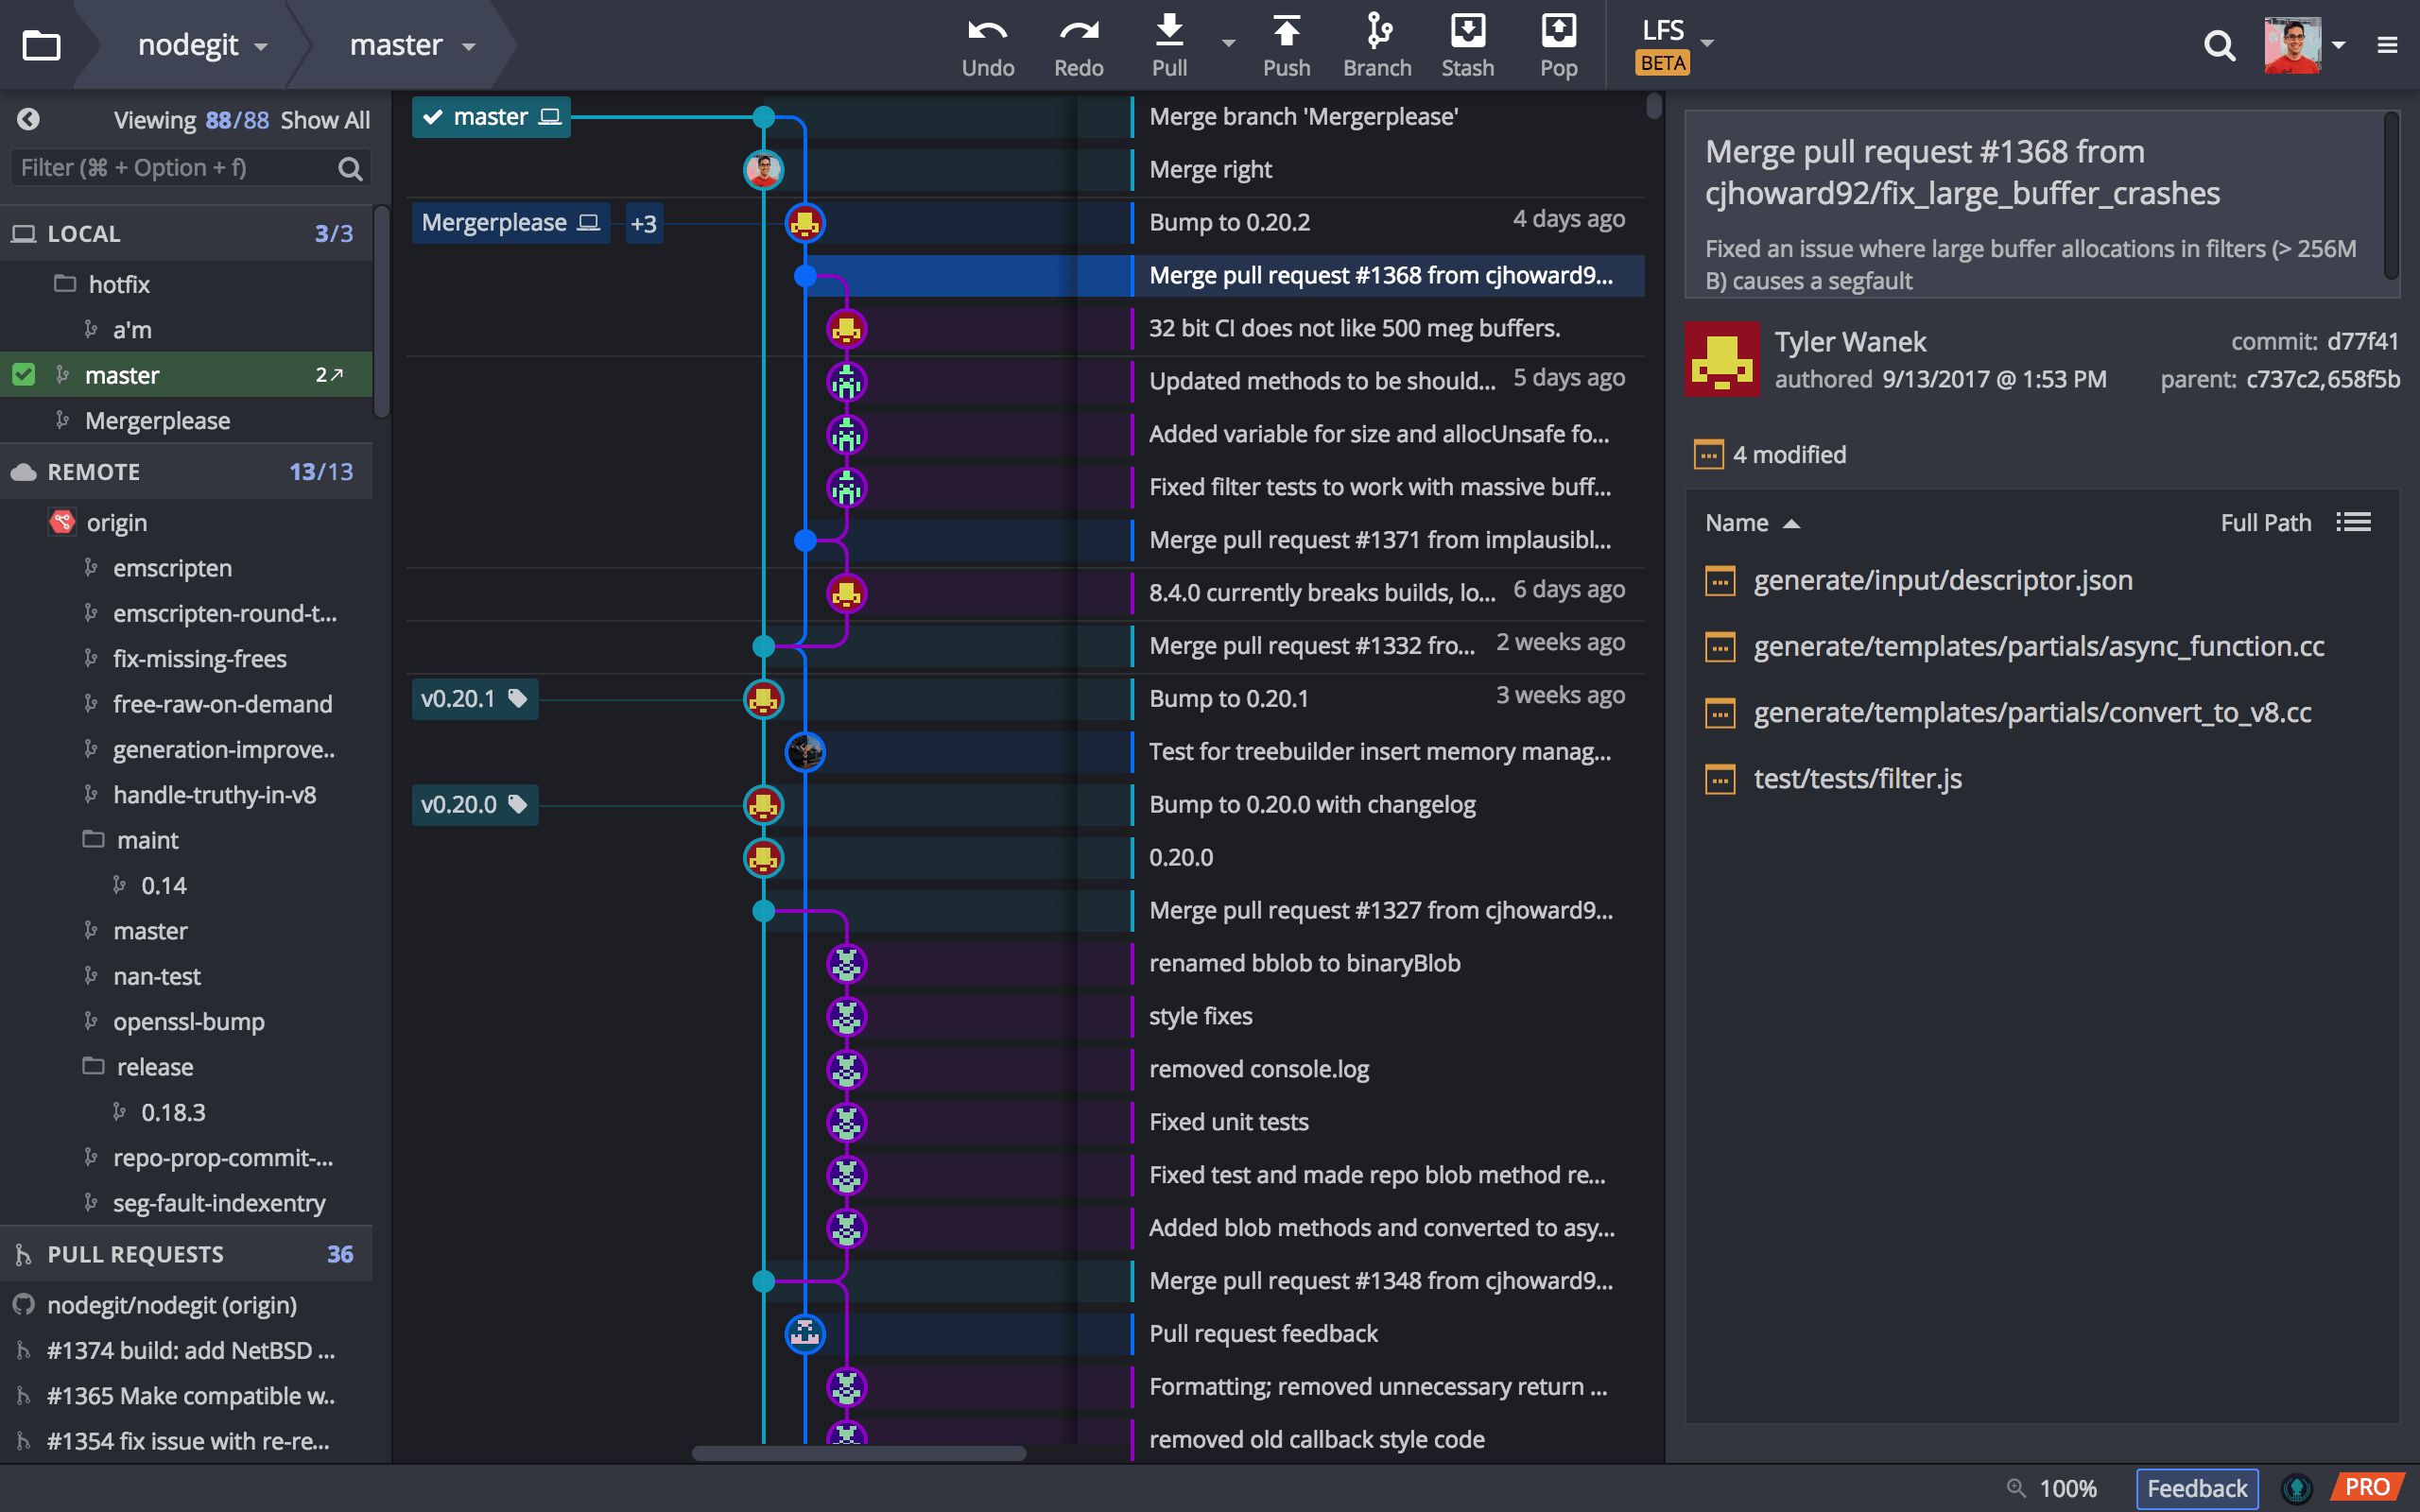 nodegit
master
Undo
Redo
Pull
Push
Branch
Stash
Pop
LFS
BETA
Viewing 88/88 Show All
Filter (⌘ + Option + f)
LOCAL 3/3
hotfix
a'm
master 2↗
Mergerplease
REMOTE 13/13
origin
emscripten
emscripten-round-t...
fix-missing-frees
free-raw-on-demand
generation-improve..
handle-truthy-in-v8
maint
0.14
master
nan-test
openssl-bump
release
0.18.3
repo-prop-commit-...
seg-fault-indexentry
PULL REQUESTS 36
nodegit/nodegit (origin)
#1374 build: add NetBSD ...
#1365 Make compatible w..
#1354 fix issue with re-re...
master Merge branch 'Mergerplease'
Merge right
Mergerplease +3 Bump to 0.20.2 4 days ago
Merge pull request #1368 from cjhoward9...
32 bit CI does not like 500 meg buffers.
Updated methods to be should... 5 days ago
Added variable for size and allocUnsafe fo...
Fixed filter tests to work with massive buff...
Merge pull request #1371 from implausibl...
8.4.0 currently breaks builds, lo... 6 days ago
Merge pull request #1332 fro... 2 weeks ago
v0.20.1 Bump to 0.20.1 3 weeks ago
Test for treebuilder insert memory manag...
v0.20.0 Bump to 0.20.0 with changelog
0.20.0
Merge pull request #1327 from cjhoward9...
renamed bblob to binaryBlob
style fixes
removed console.log
Fixed unit tests
Fixed test and made repo blob method re...
Added blob methods and converted to asy...
Merge pull request #1348 from cjhoward9...
Pull request feedback
Formatting; removed unnecessary return ...
removed old callback style code
Merge pull request #1368 from
cjhoward92/fix_large_buffer_crashes
Fixed an issue where large buffer allocations in filters (> 256M
B) causes a segfault
Tyler Wanek commit: d77f41
authored 9/13/2017 @ 1:53 PM parent: c737c2,658f5b
4 modified
Name Full Path
generate/input/descriptor.json
generate/templates/partials/async_function.cc
generate/templates/partials/convert_to_v8.cc
test/tests/filter.js
100% Feedback PRO